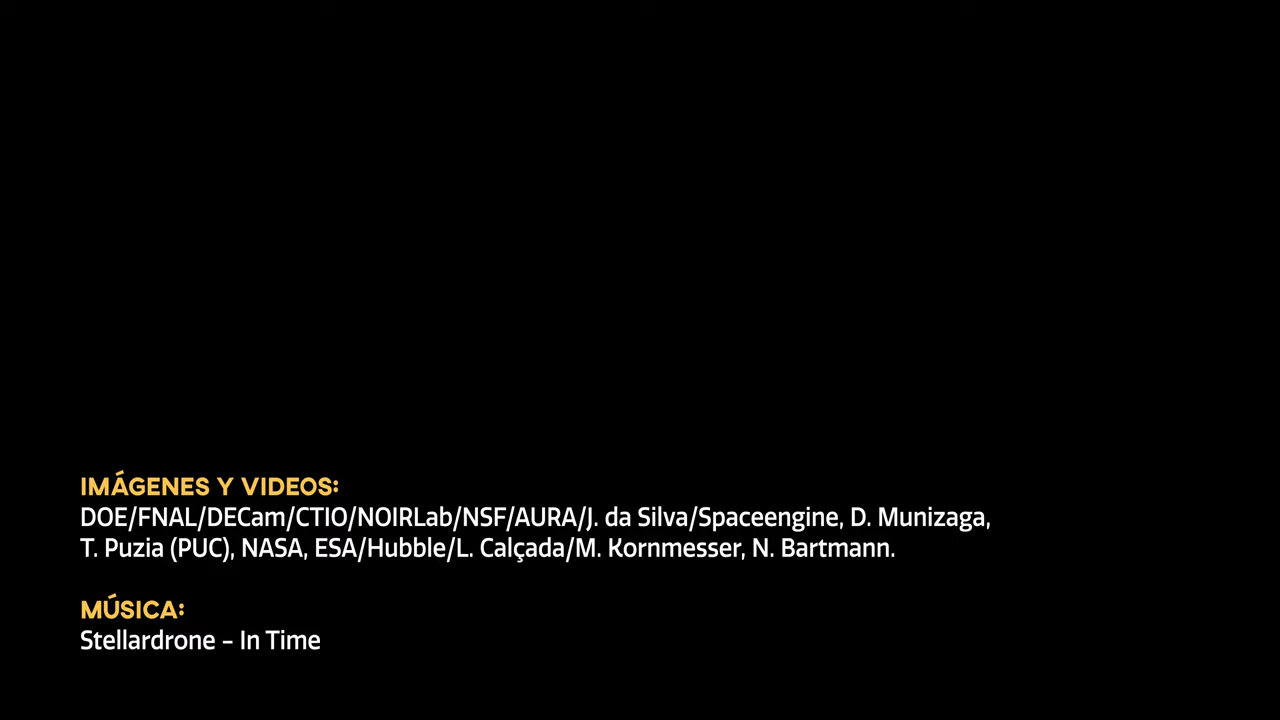 IMÁGENES Y VIDEOS:
DOE/FNAL/DECam/CTIO/NOIRLab/NSF/AURA/J. da Silva/Spaceengine, D. Munizaga,
T. Puzia (PUC), NASA, ESA/Hubble/L. Calçada/M. Kornmesser, N. Bartmann.
MÚSICA:
Stellardrone – In Time